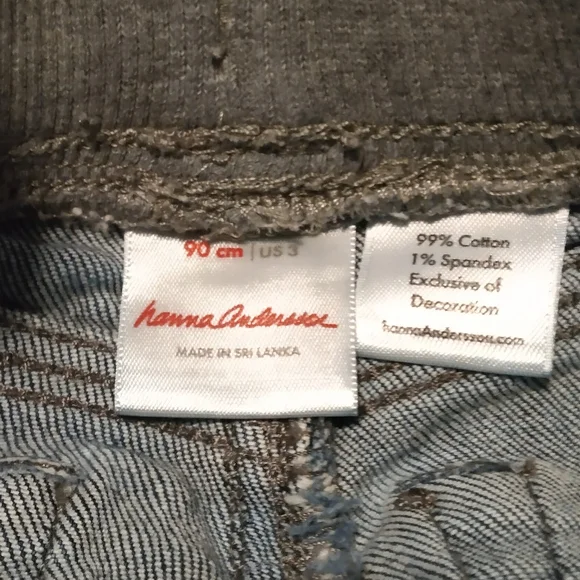 90 cm | US 3
hanna Andersson
MADE IN SRI LANKA
99% Cotton
1% Spandex
Exclusive of
Decoration
hannaAndersson.com